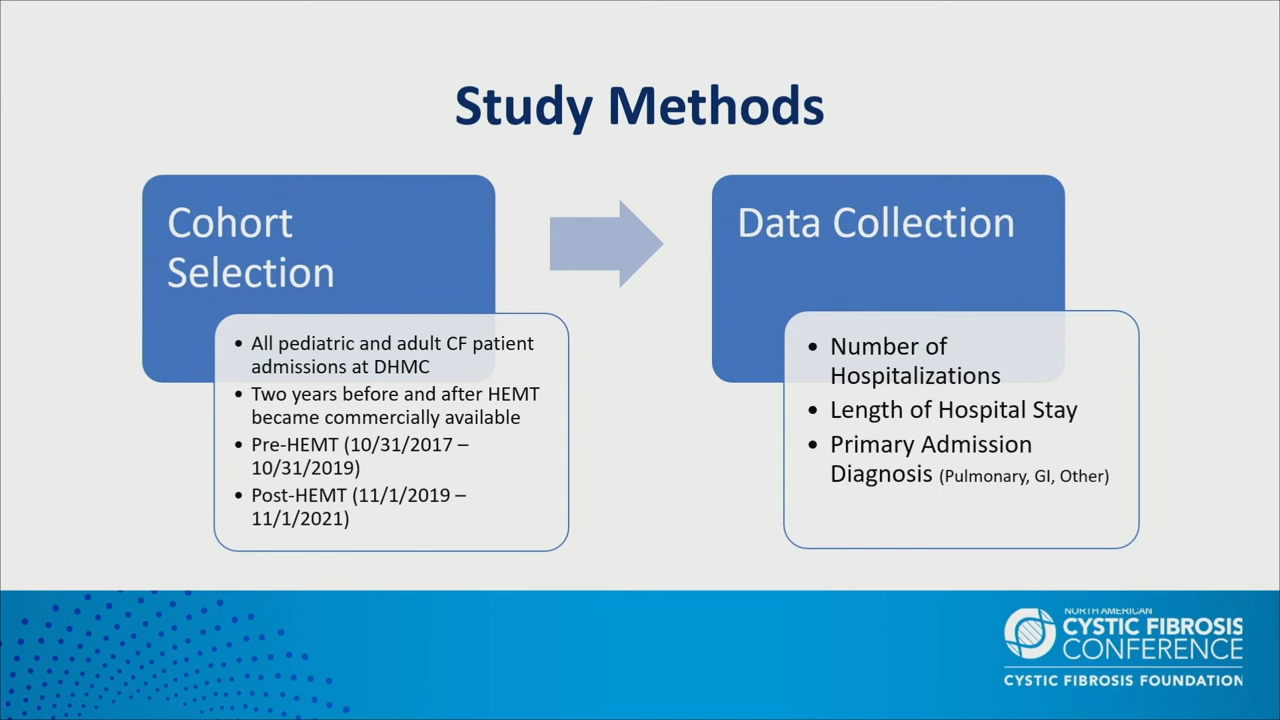 Study Methods
Cohort
Selection
• All pediatric and adult CF patient
admissions at DHMC
• Two years before and after HEMT
became commercially available
• Pre-HEMT (10/31/2017 –
10/31/2019)
• Post-HEMT (11/1/2019 –
11/1/2021)
Data Collection
• Number of
Hospitalizations
• Length of Hospital Stay
• Primary Admission
Diagnosis (Pulmonary, GI, Other)
NORTH AMERICAN
CYSTIC FIBROSIS
CONFERENCE
CYSTIC FIBROSIS FOUNDATION